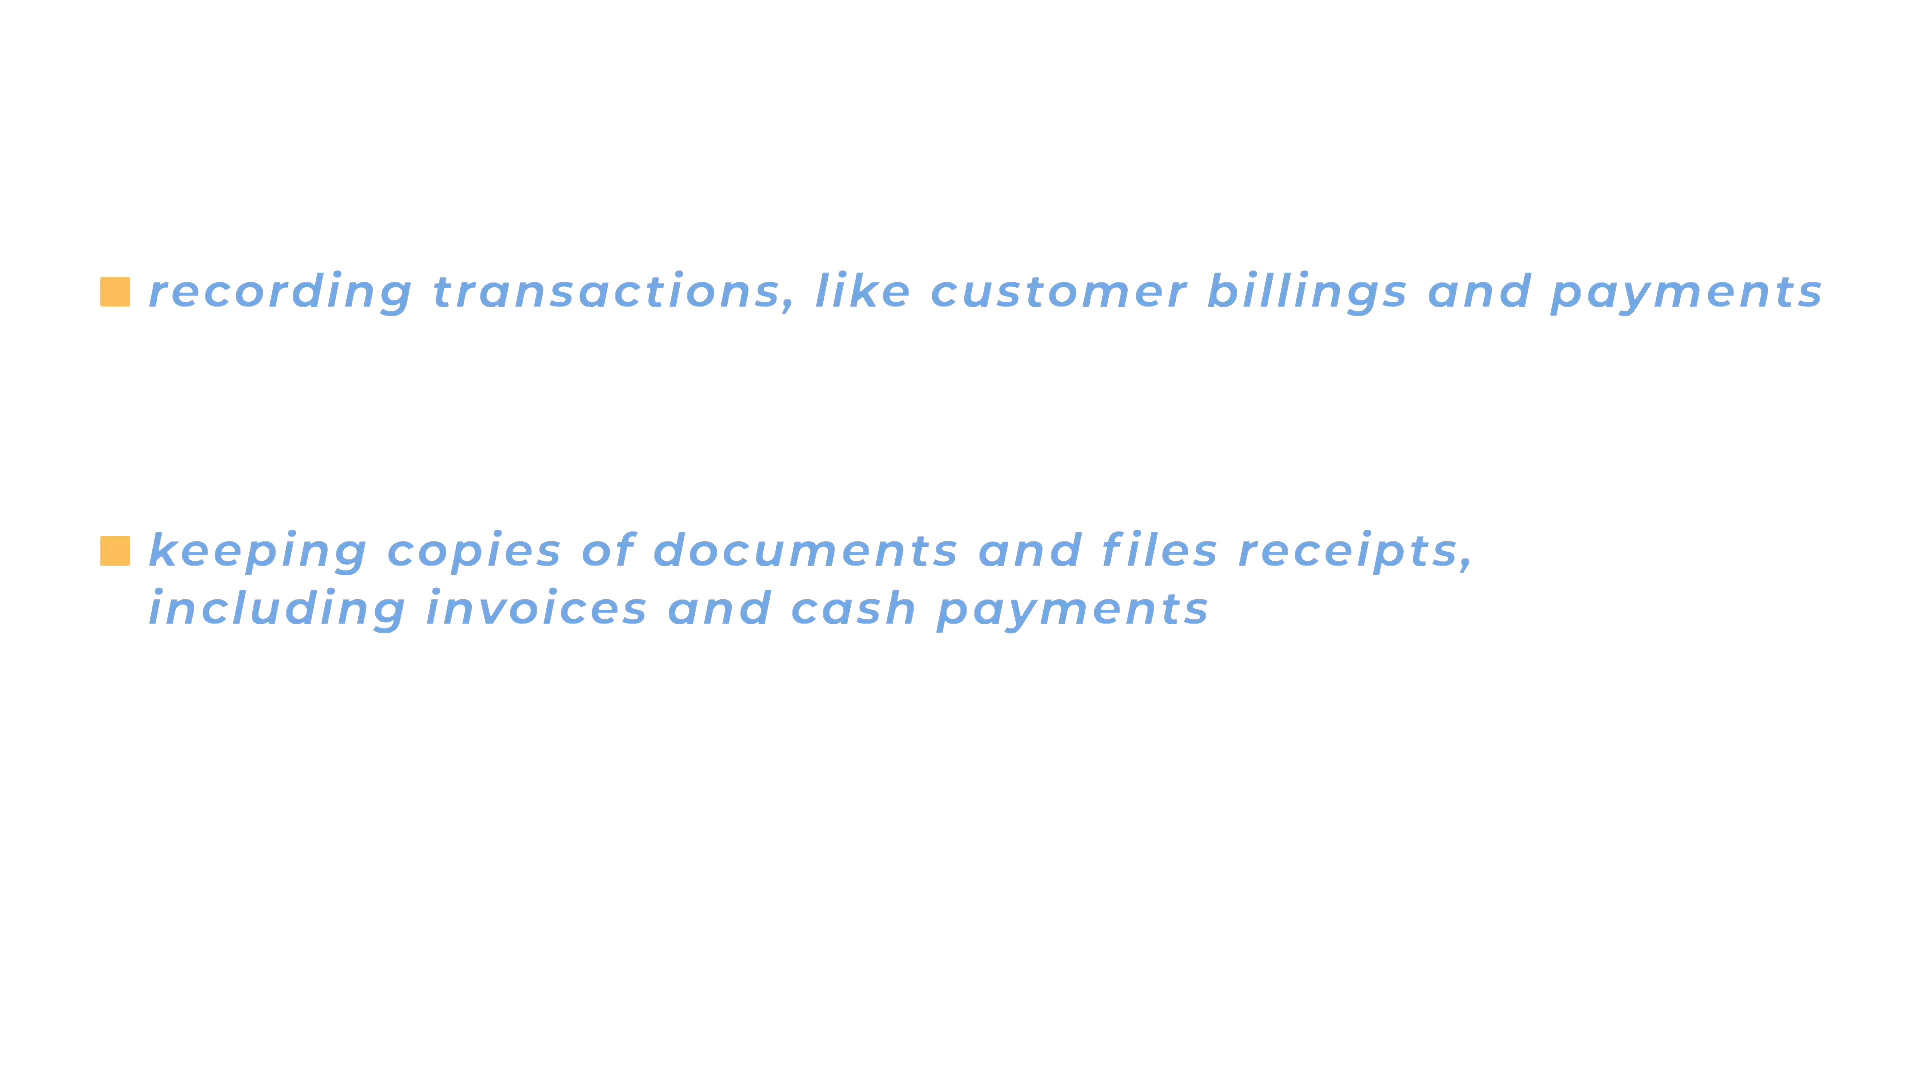 recording transactions, like customer billings and payments
keeping copies of documents and files receipts,
including invoices and cash payments